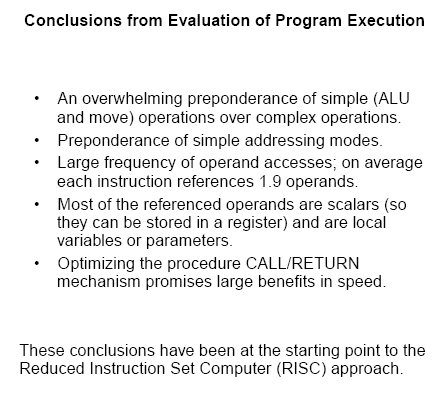 Conclusions from Evaluation of Program Execution
• An overwhelming preponderance of simple (ALU
and move) operations over complex operations.
• Preponderance of simple addressing modes.
• Large frequency of operand accesses; on average
each instruction references 1.9 operands.
• Most of the referenced operands are scalars (so
they can be stored in a register) and are local
variables or parameters.
• Optimizing the procedure CALL/RETURN
mechanism promises large benefits in speed.
These conclusions have been at the starting point to the
Reduced Instruction Set Computer (RISC) approach.